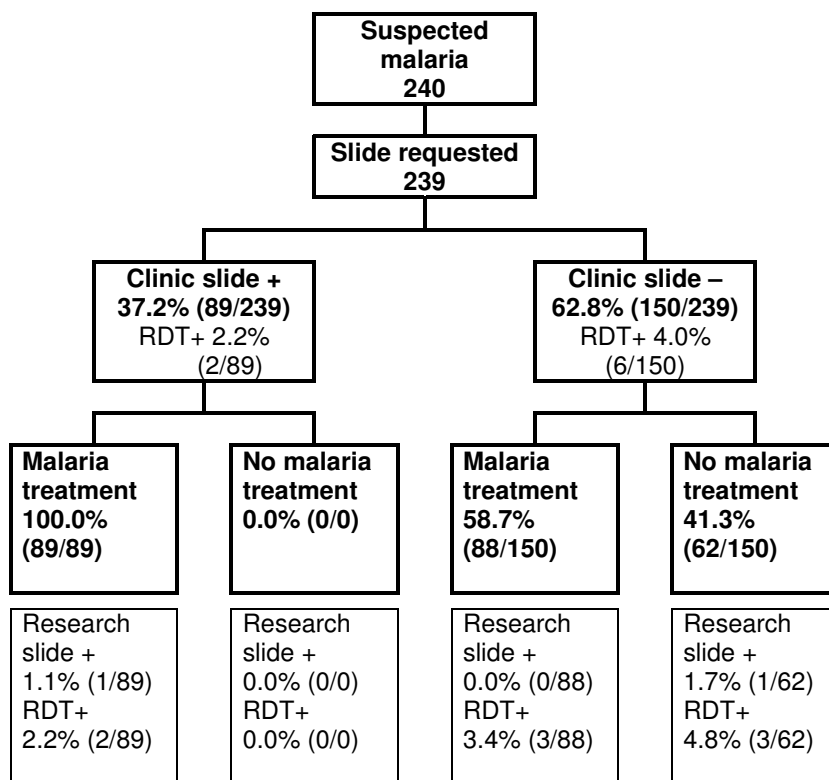 Suspected
malaria
240
Slide requested
239
Clinic slide +
37.2% (89/239)
RDT+ 2.2%
(2/89)
Clinic slide –
62.8% (150/239)
RDT+ 4.0%
(6/150)
Malaria
treatment
100.0%
(89/89)
No malaria
treatment
0.0% (0/0)
Malaria
treatment
58.7%
(88/150)
No malaria
treatment
41.3%
(62/150)
Research
slide +
1.1% (1/89)
RDT+
2.2% (2/89)
Research
slide +
0.0% (0/0)
RDT+
0.0% (0/0)
Research
slide +
0.0% (0/88)
RDT+
3.4% (3/88)
Research
slide +
1.7% (1/62)
RDT+
4.8% (3/62)